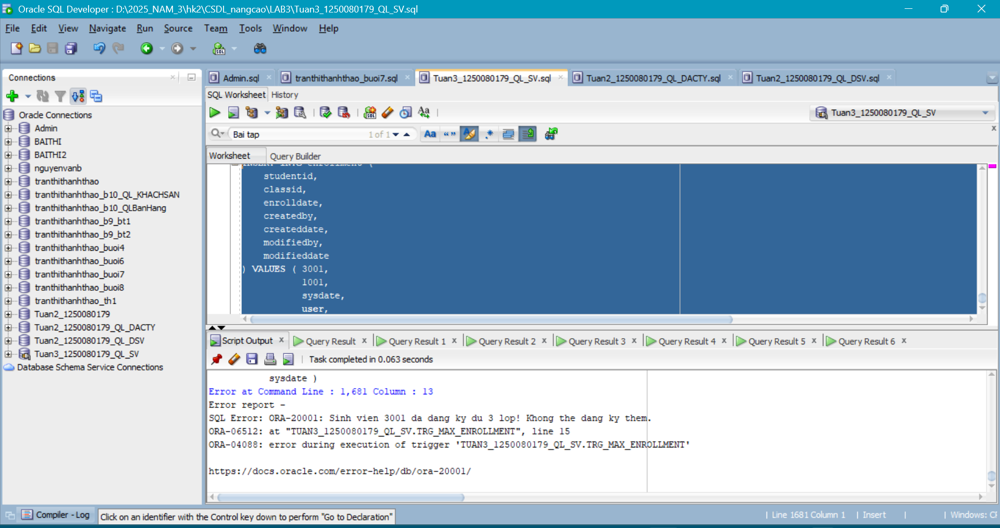 Oracle SQL Developer : D:\2025_NAM_3\hk2\CSDL_nangcao\LAB3\Tuan3_1250080179_QL_SV.sql
File Edit View Navigate Run Source Team Tools Window Help
Connections
Oracle Connections
Admin
BAITHI
BAITHI2
nguyenvanb
tranthithanhthao
tranthithanhthao_b10_QL_KHACHSAN
tranthithanhthao_b10_QLBanHang
tranthithanhthao_b9_bt1
tranthithanhthao_b9_bt2
tranthithanhthao_buoi4
tranthithanhthao_buoi6
tranthithanhthao_buoi7
tranthithanhthao_buoi8
tranthithanhthao_th1
Tuan2_1250080179
Tuan2_1250080179_QL_DACTY
Tuan2_1250080179_QL_DSV
Tuan3_1250080179_QL_SV
Database Schema Service Connections
Admin.sql tranthithanhthao_buoi7.sql Tuan3_1250080179_QL_SV.sql Tuan2_1250080179_QL_DACTY.sql Tuan2_1250080179_QL_DSV.sql
SQL Worksheet History
Tuan3_1250080179_QL_SV
Bai tap 1 of 1 Aa “ ” .*
Worksheet Query Builder
INSERT INTO enrollment (
studentid,
classid,
enrolldate,
createdby,
createddate,
modifiedby,
modifieddate
) VALUES ( 3001,
1001,
sysdate,
user,
Script Output Query Result Query Result 1 Query Result 2 Query Result 3 Query Result 4 Query Result 5 Query Result 6
Task completed in 0.063 seconds
sysdate )
Error at Command Line : 1,681 Column : 13
Error report -
SQL Error: ORA-20001: Sinh vien 3001 da dang ky du 3 lop! Khong the dang ky them.
ORA-06512: at "TUAN3_1250080179_QL_SV.TRG_MAX_ENROLLMENT", line 15
ORA-04088: error during execution of trigger 'TUAN3_1250080179_QL_SV.TRG_MAX_ENROLLMENT'
https://docs.oracle.com/error-help/db/ora-20001/
Compiler - Log
Click on an identifier with the Control key down to perform "Go to Declaration"
Line 1681 Column 1 Insert Windows: CF